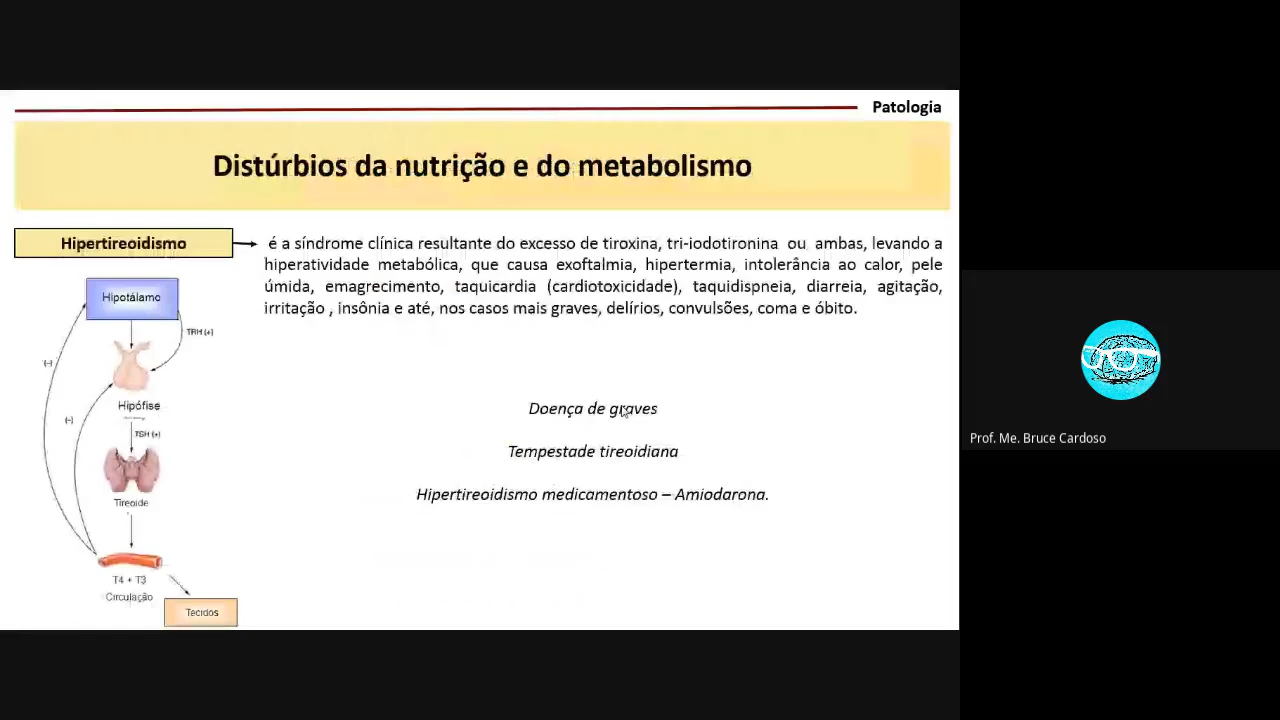 Patologia
Distúrbios da nutrição e do metabolismo
Hipertireoidismo
é a síndrome clínica resultante do excesso de tiroxina, tri-iodotironina ou ambas, levando a
hiperatividade metabólica, que causa exoftalmia, hipertermia, intolerância ao calor, pele
úmida, emagrecimento, taquicardia (cardiotoxicidade), taquidispneia, diarreia, agitação,
irritação , insônia e até, nos casos mais graves, delírios, convulsões, coma e óbito.
Hipotálamo
TRH (+)
(-)
Hipófise
(-)
TSH (+)
Tireoide
T4 + T3
Circulação
Tecidos
Doença de graves
Tempestade tireoidiana
Hipertireoidismo medicamentoso – Amiodarona.
Prof. Me. Bruce Cardoso